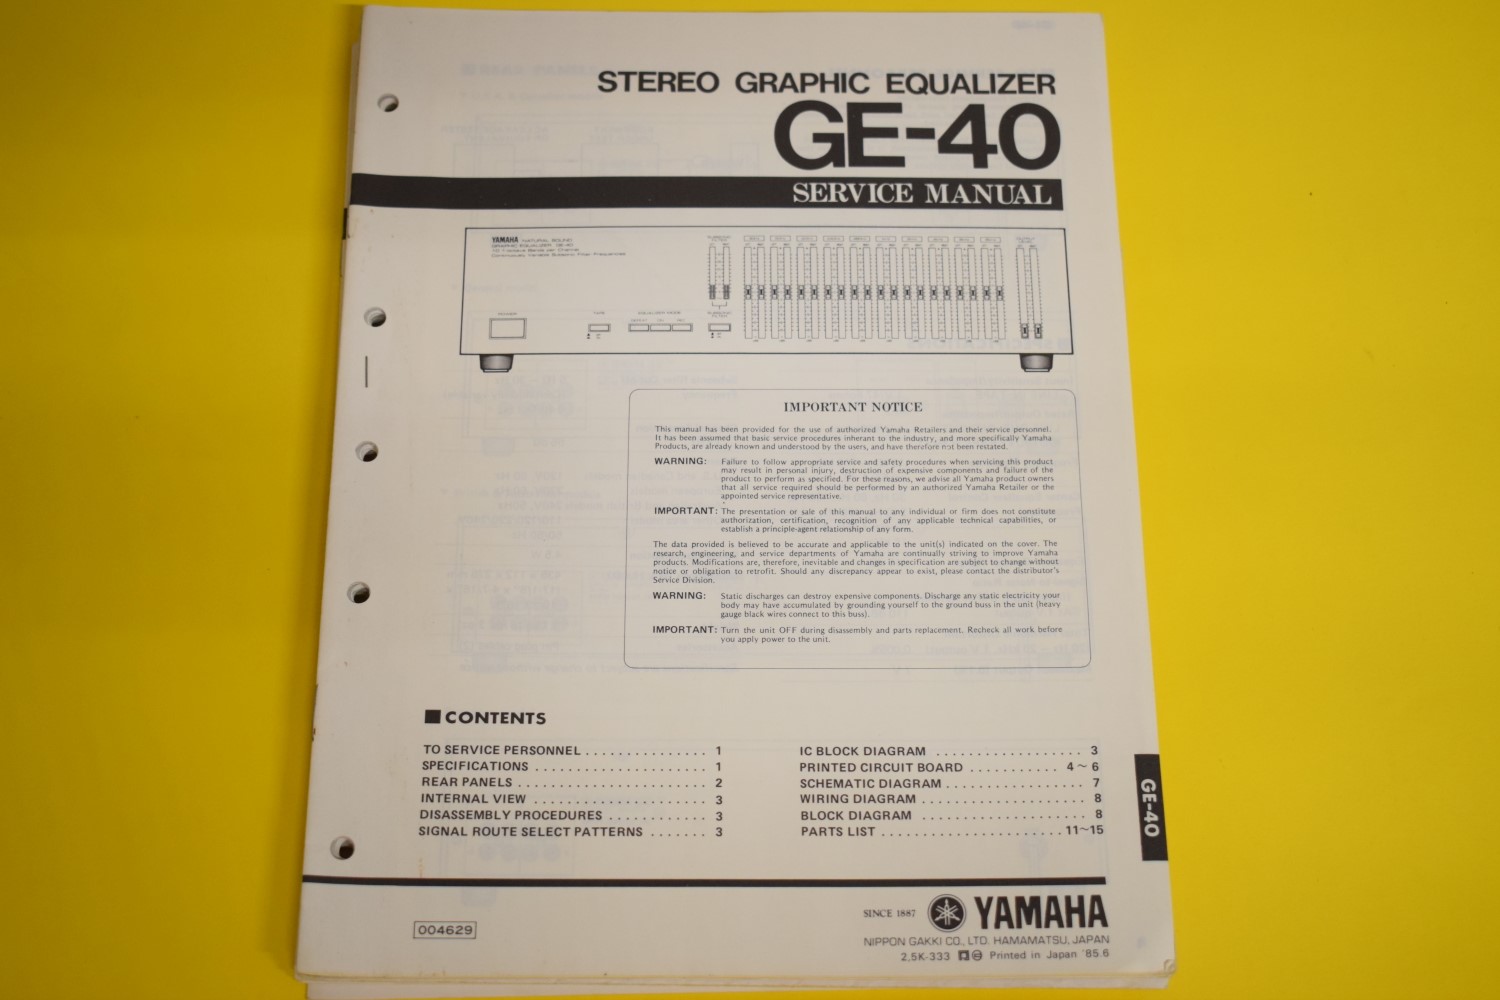 STEREO GRAPHIC EQUALIZER
GE-40
SERVICE MANUAL
YAMAHA NATURAL SOUND
GRAPHIC EQUALIZER GE-40
POWER
TAPE
EQUALIZER MODE
IMPORTANT NOTICE
This manual has been provided for the use of authorized Yamaha Retailers and their service personnel.
It has been assumed that basic service procedures inherant to the industry, and more specifically Yamaha
Products, are already known and understood by the users, and have therefore not been restated.
WARNING: Failure to follow appropriate service and safety procedures when servicing this product
may result in personal injury, destruction of expensive components and failure of the
product to perform as specified. For these reasons, we advise all Yamaha product owners
that all service required should be performed by an authorized Yamaha Retailer or the
appointed service representative.
IMPORTANT: The presentation or sale of this manual to any individual or firm does not constitute
authorization, certification, recognition of any applicable technical capabilities, or
establish a principle-agent relationship of any form.
The data provided is believed to be accurate and applicable to the unit(s) indicated on the cover. The
research, engineering, and service departments of Yamaha are continually striving to improve Yamaha
products. Modifications are, therefore, inevitable and changes in specification are subject to change without
notice or obligation to retrofit. Should any discrepancy appear to exist, please contact the distributor's
Service Division.
WARNING: Static discharges can destroy expensive components. Discharge any static electricity your
body may have accumulated by grounding yourself to the ground buss in the unit (heavy
gauge black wires connect to this buss).
IMPORTANT: Turn the unit OFF during disassembly and parts replacement. Recheck all work before
you apply power to the unit.
■ CONTENTS
TO SERVICE PERSONNEL . . . . . . . . . . . . . . . 1
SPECIFICATIONS . . . . . . . . . . . . . . . . . . . . . 1
REAR PANELS . . . . . . . . . . . . . . . . . . . . . . . 2
INTERNAL VIEW . . . . . . . . . . . . . . . . . . . . . 3
DISASSEMBLY PROCEDURES . . . . . . . . . . . . 3
SIGNAL ROUTE SELECT PATTERNS . . . . . . . 3
IC BLOCK DIAGRAM . . . . . . . . . . . . . . . . . . 3
PRINTED CIRCUIT BOARD . . . . . . . . . . . 4 ~ 6
SCHEMATIC DIAGRAM . . . . . . . . . . . . . . . . . 7
WIRING DIAGRAM . . . . . . . . . . . . . . . . . . . . 8
BLOCK DIAGRAM . . . . . . . . . . . . . . . . . . . . . 8
PARTS LIST . . . . . . . . . . . . . . . . . . . . . . 11~15
GE-40
SINCE 1887 YAMAHA
NIPPON GAKKI CO., LTD. HAMAMATSU, JAPAN
004629
2.5K-333 Printed in Japan '85.6